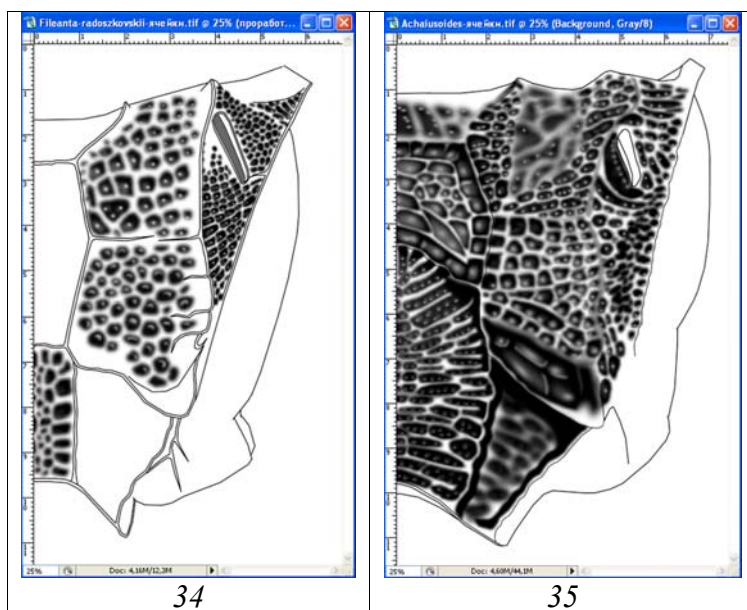 Fileanta-radoszkovskii-ячейки.tif @ 25% (проработ...
Achaiusoides-ячейки.tif @ 25% (Background, Gray/8)
25%
Doc: 4,16M/12,3M
25%
Doc: 4,60M/44,1M
34
35